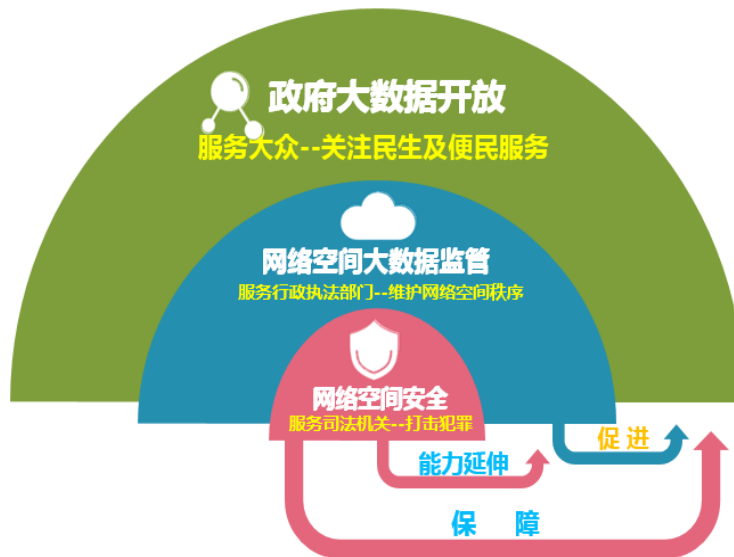 政府大数据开放
服务大众--关注民生及便民服务
网络空间大数据监管
服务行政执法部门--维护网络空间秩序
网络空间安全
服务司法机关--打击犯罪
促 进
能力延伸
保 障